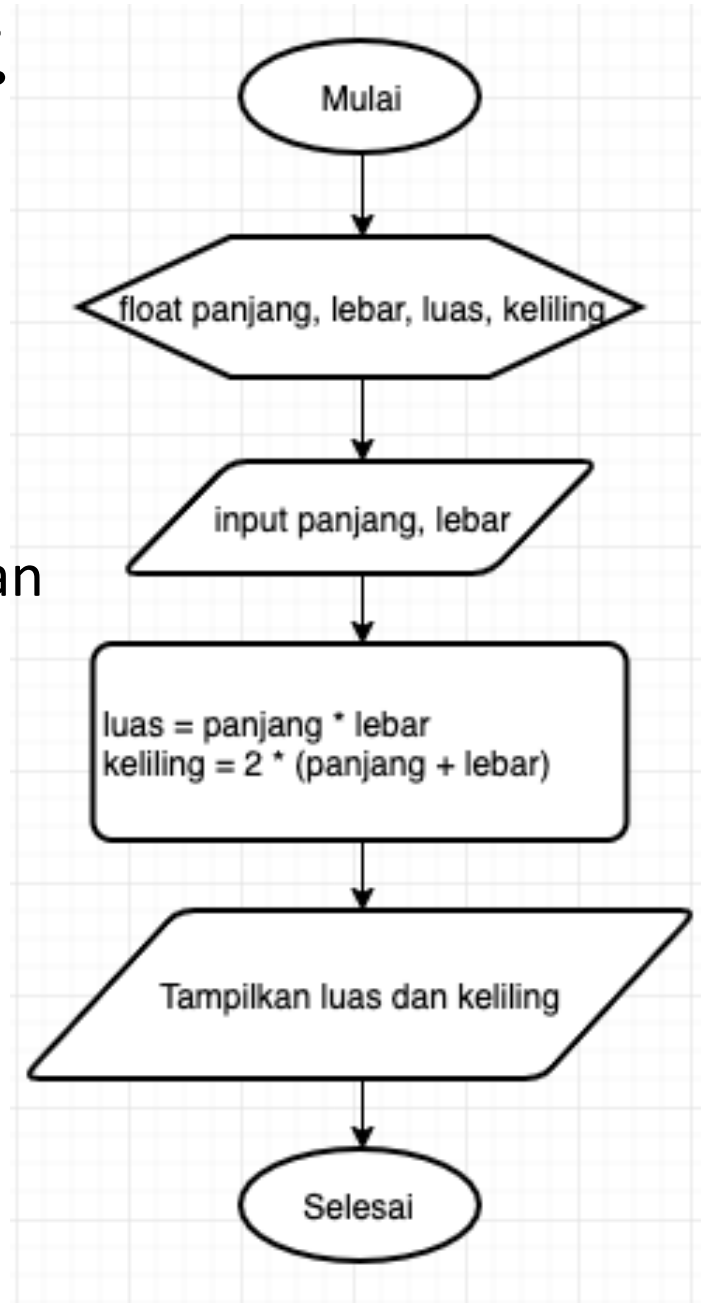 Mulai
float panjang, lebar, luas, keliling
input panjang, lebar
an
luas = panjang * lebar
keliling = 2 * (panjang + lebar)
Tampilkan luas dan keliling
Selesai